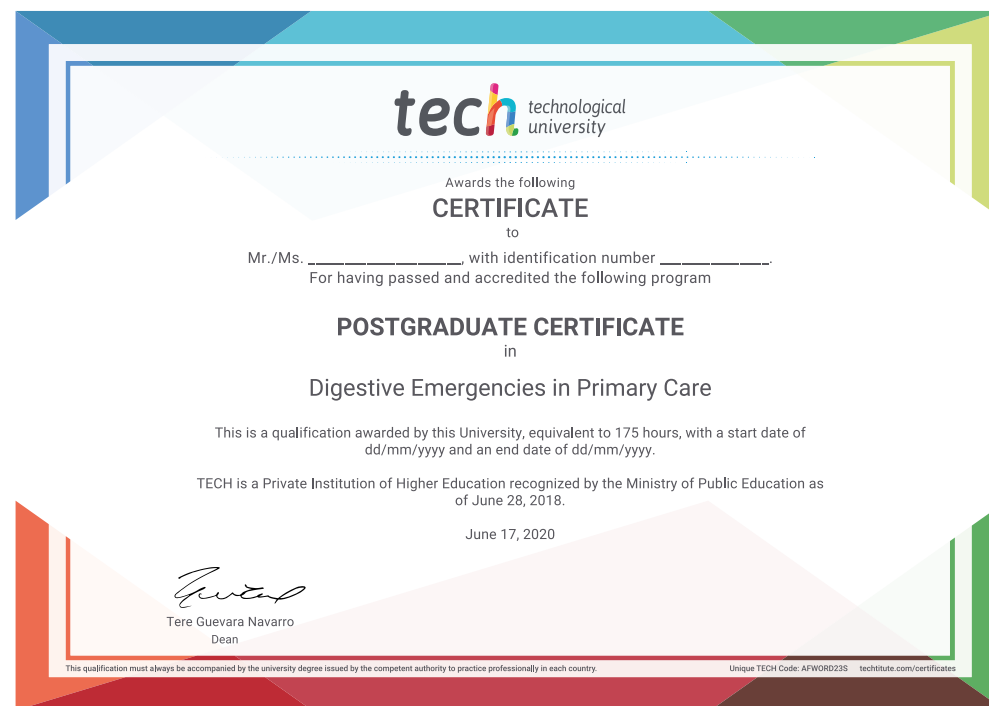 tech technological
university
Awards the following
CERTIFICATE
to
Mr./Ms. ____________________, with identification number ______________.
For having passed and accredited the following program
POSTGRADUATE CERTIFICATE
in
Digestive Emergencies in Primary Care
This is a qualification awarded by this University, equivalent to 175 hours, with a start date of
dd/mm/yyyy and an end date of dd/mm/yyyy.
TECH is a Private Institution of Higher Education recognized by the Ministry of Public Education as
of June 28, 2018.
June 17, 2020
Tere Guevara Navarro
Dean
This qualification must always be accompanied by the university degree issued by the competent authority to practice professionally in each country. Unique TECH Code: AFWORD23S techtitute.com/certificates